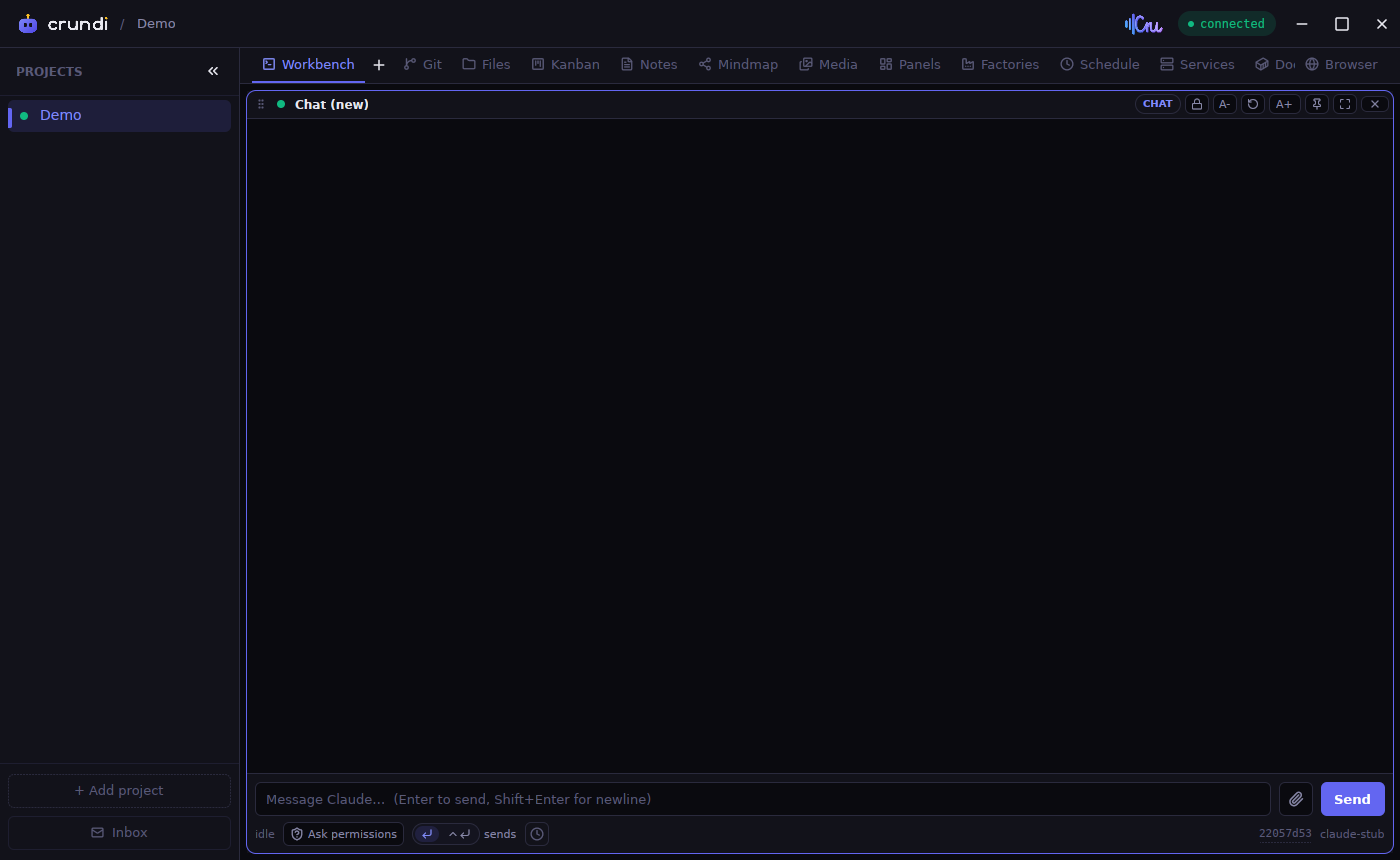 crundi / Demo
Cru
connected
PROJECTS
Workbench Git Files Kanban Notes Mindmap Media Panels Factories Schedule Services Doc Browser
Demo
Chat (new)
CHAT A- A+
+ Add project
Inbox
Message Claude... (Enter to send, Shift+Enter for newline)
Send
idle Ask permissions sends
22057d53 claude-stub